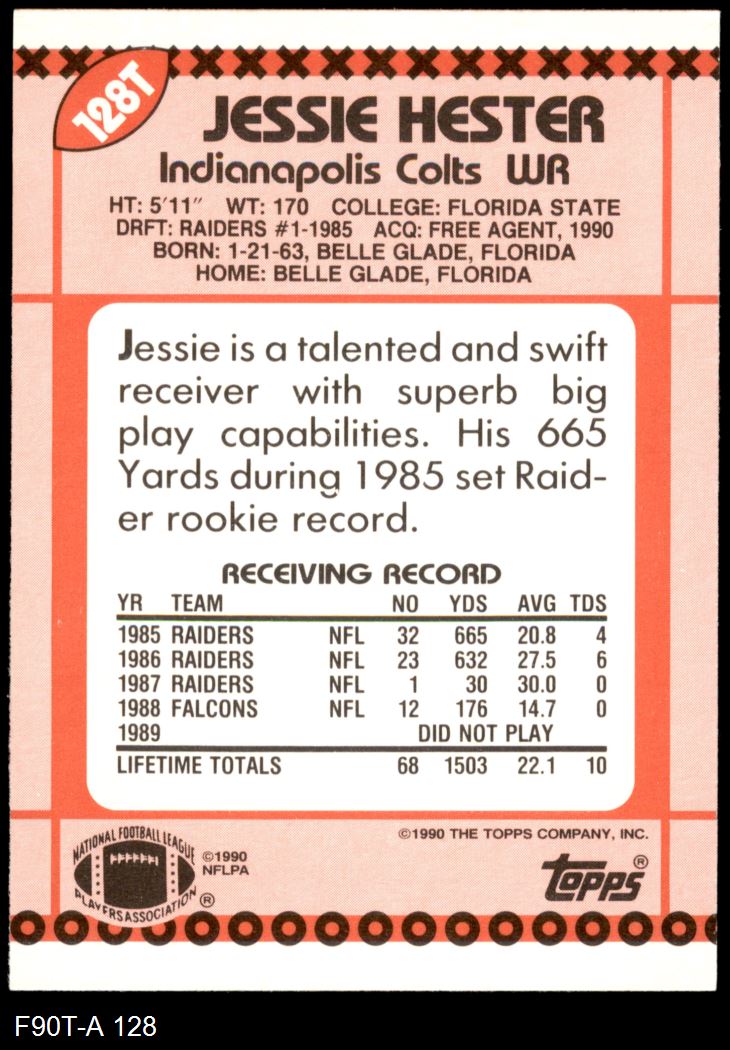 128T
JESSIE HESTER
Indianapolis Colts WR
HT: 5'11" WT: 170 COLLEGE: FLORIDA STATE
DRFT: RAIDERS #1-1985 ACQ: FREE AGENT, 1990
BORN: 1-21-63, BELLE GLADE, FLORIDA
HOME: BELLE GLADE, FLORIDA
Jessie is a talented and swift
receiver with superb big
play capabilities. His 665
Yards during 1985 set Raid-
er rookie record.
RECEIVING RECORD
YR TEAM NO YDS AVG TDS
1985 RAIDERS NFL 32 665 20.8 4
1986 RAIDERS NFL 23 632 27.5 6
1987 RAIDERS NFL 1 30 30.0 0
1988 FALCONS NFL 12 176 14.7 0
1989 DID NOT PLAY
LIFETIME TOTALS 68 1503 22.1 10
©1990 THE TOPPS COMPANY, INC.
NATIONAL FOOTBALL LEAGUE
PLAYERS ASSOCIATION ®
©1990
NFLPA
Topps®
F90T-A 128